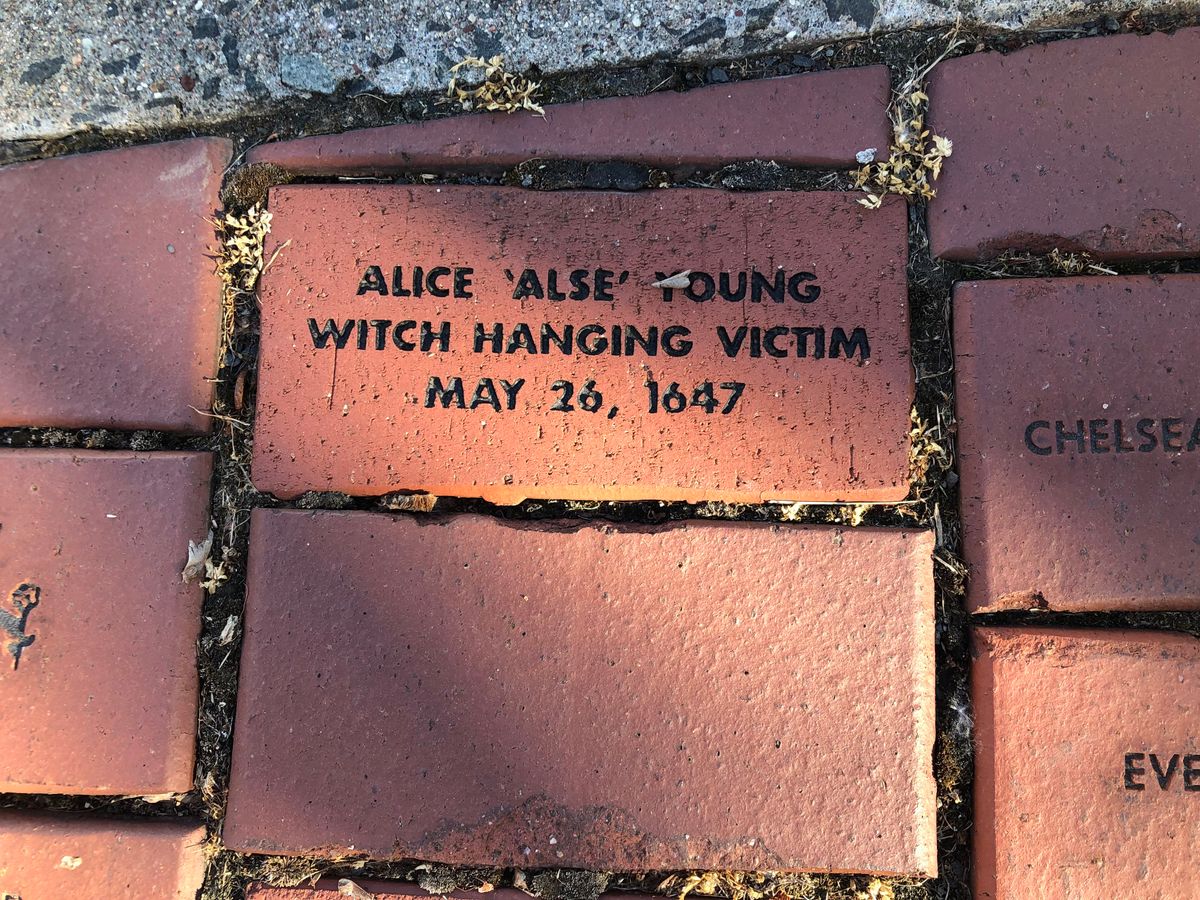 ALICE 'ALSE' YOUNG
WITCH HANGING VICTIM
MAY 26, 1647
CHELSEA
EVE